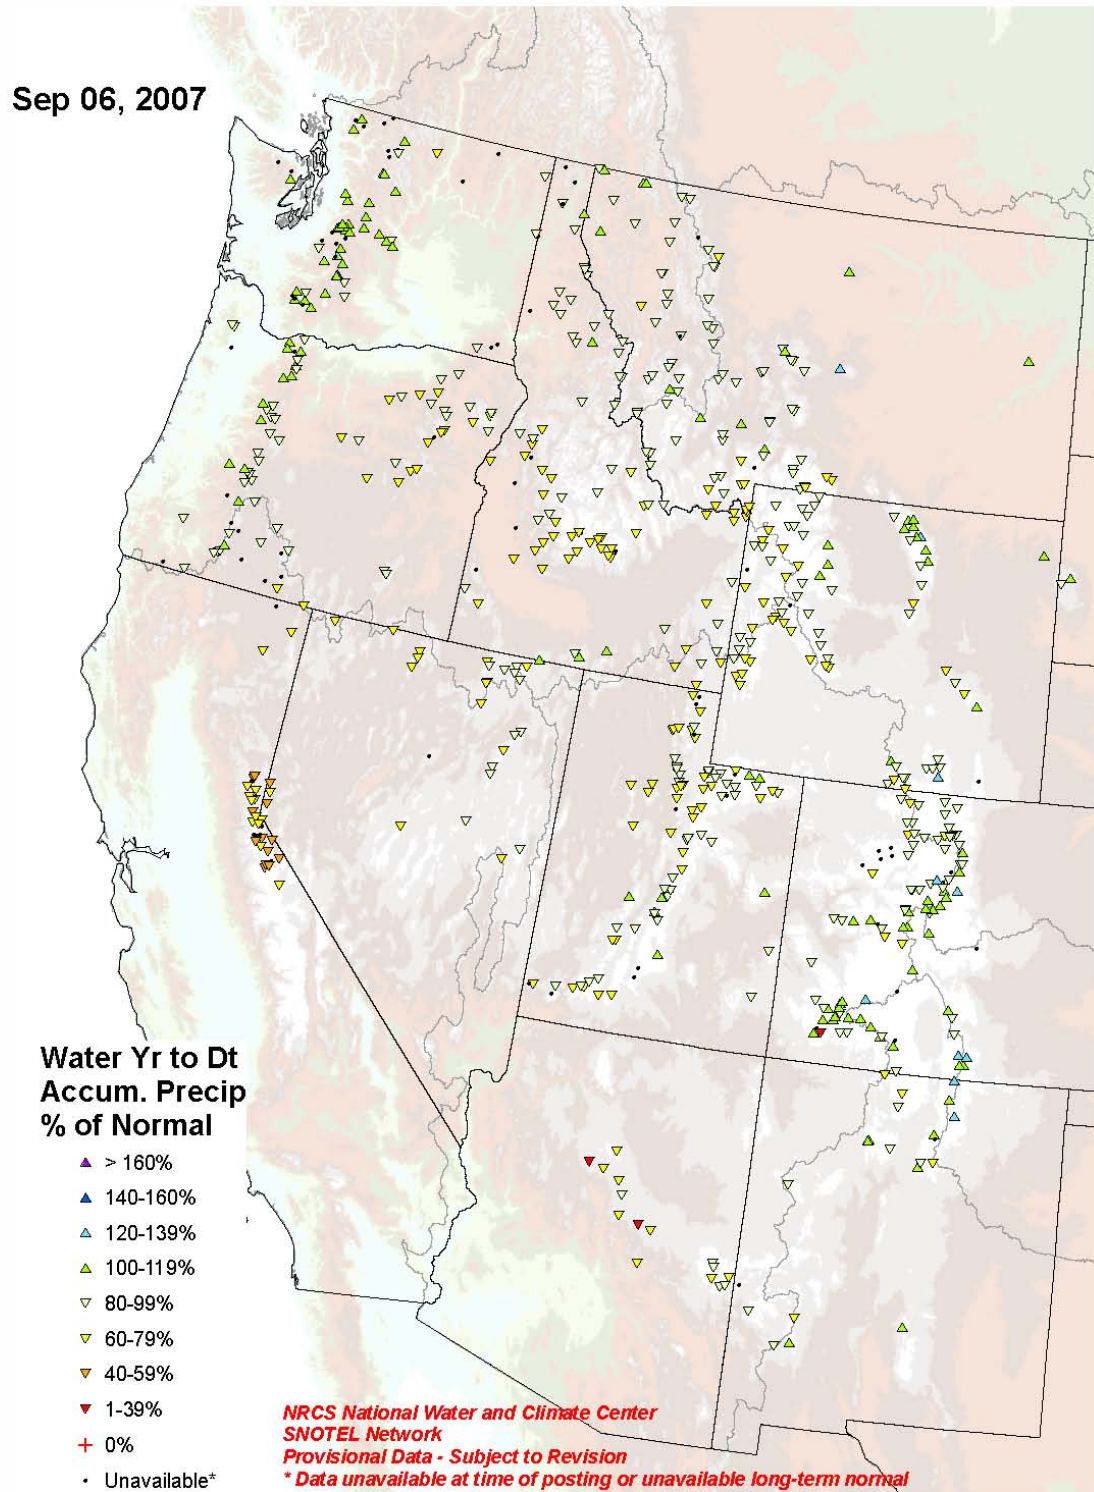 Sep 06, 2007
Water Yr to Dt
Accum. Precip
% of Normal
> 160%
140-160%
120-139%
100-119%
80-99%
60-79%
40-59%
1-39%
0%
Unavailable*
NRCS National Water and Climate Center
SNOTEL Network
Provisional Data - Subject to Revision
* Data unavailable at time of posting or unavailable long-term normal